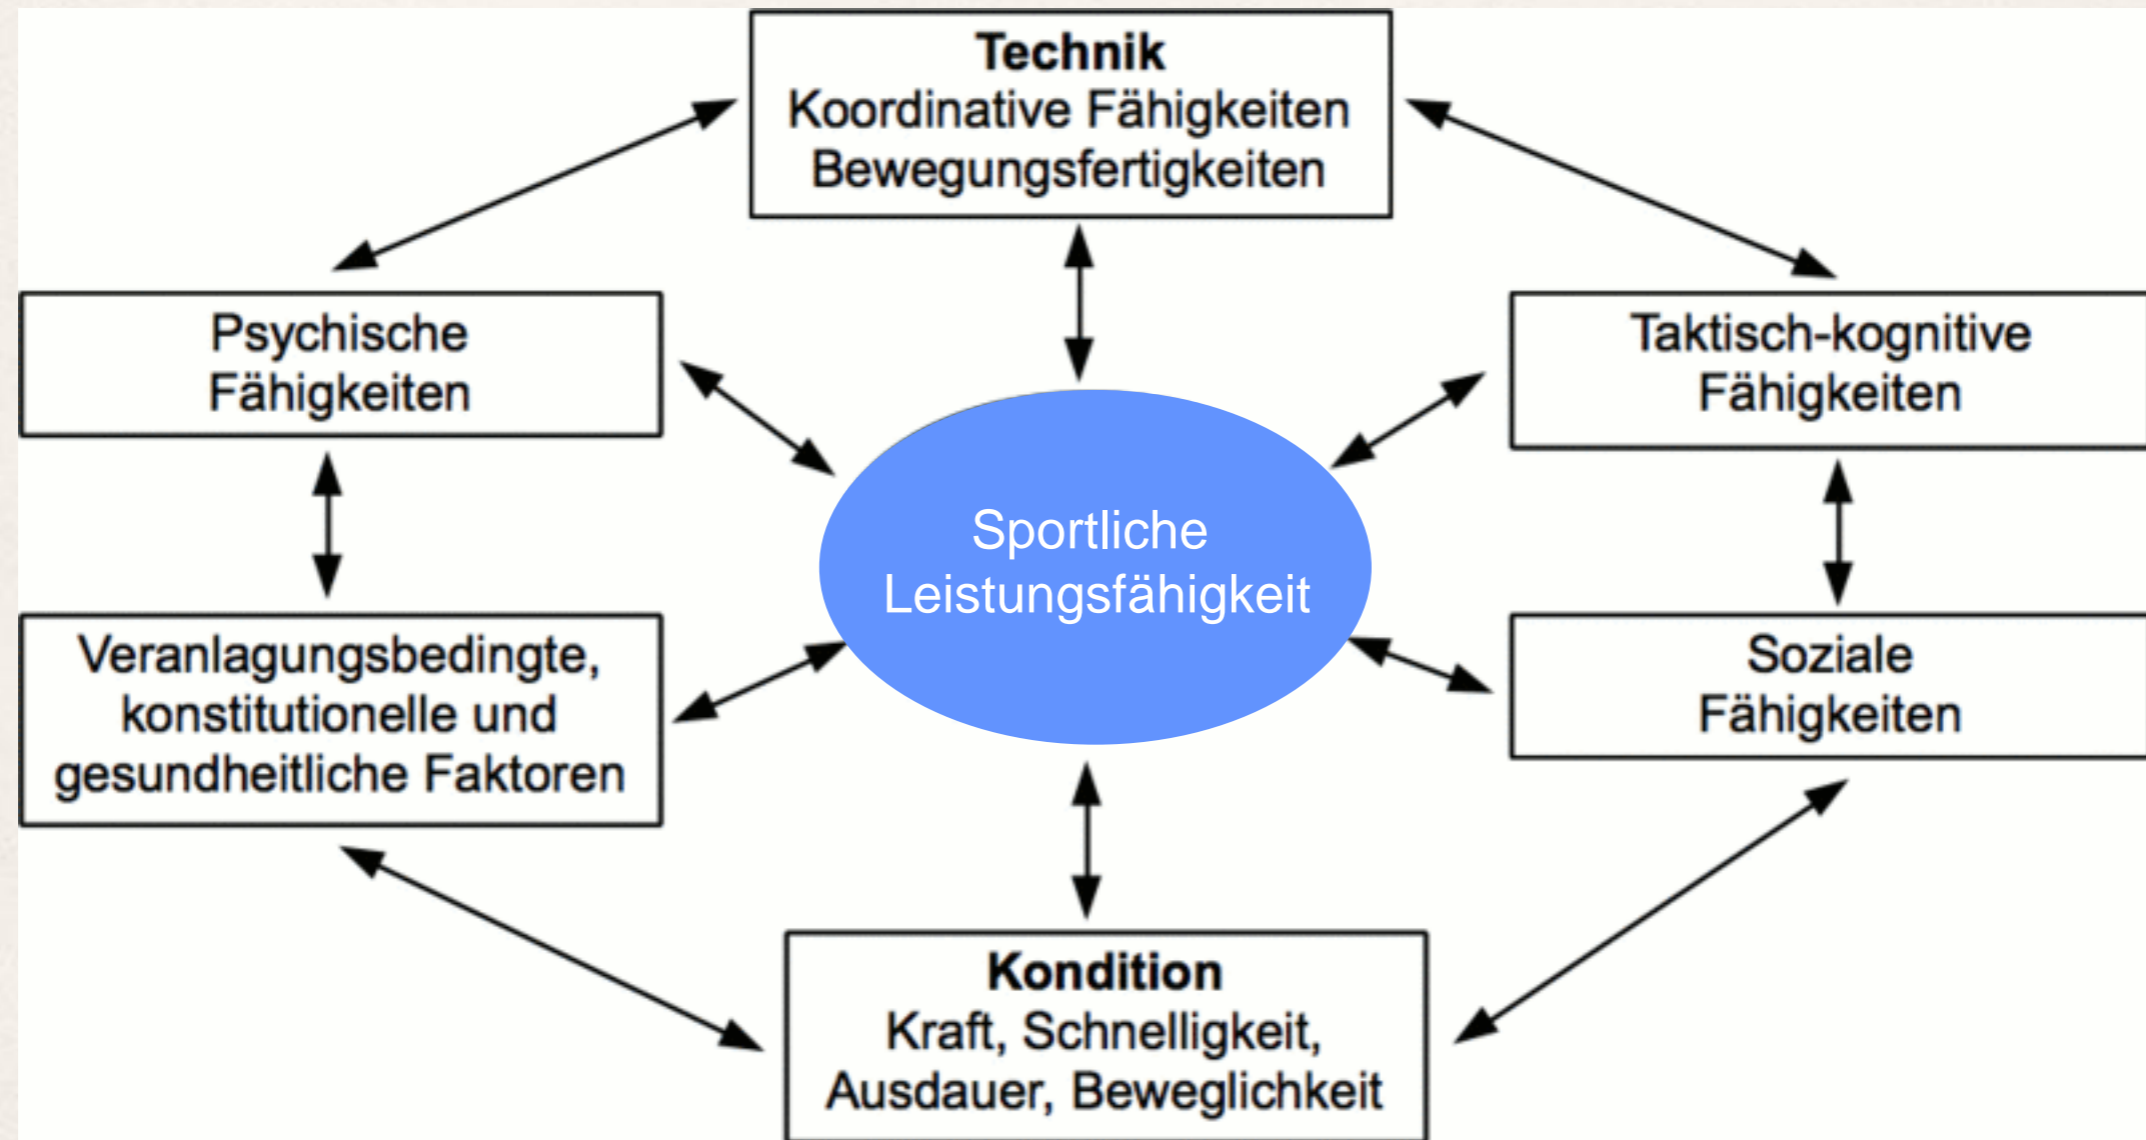 Technik
Koordinative Fähigkeiten
Bewegungsfertigkeiten
Psychische
Fähigkeiten
Taktisch-kognitive
Fähigkeiten
Sportliche
Leistungsfähigkeit
Veranlagungsbedingte,
konstitutionelle und
gesundheitliche Faktoren
Soziale
Fähigkeiten
Kondition
Kraft, Schnelligkeit,
Ausdauer, Beweglichkeit